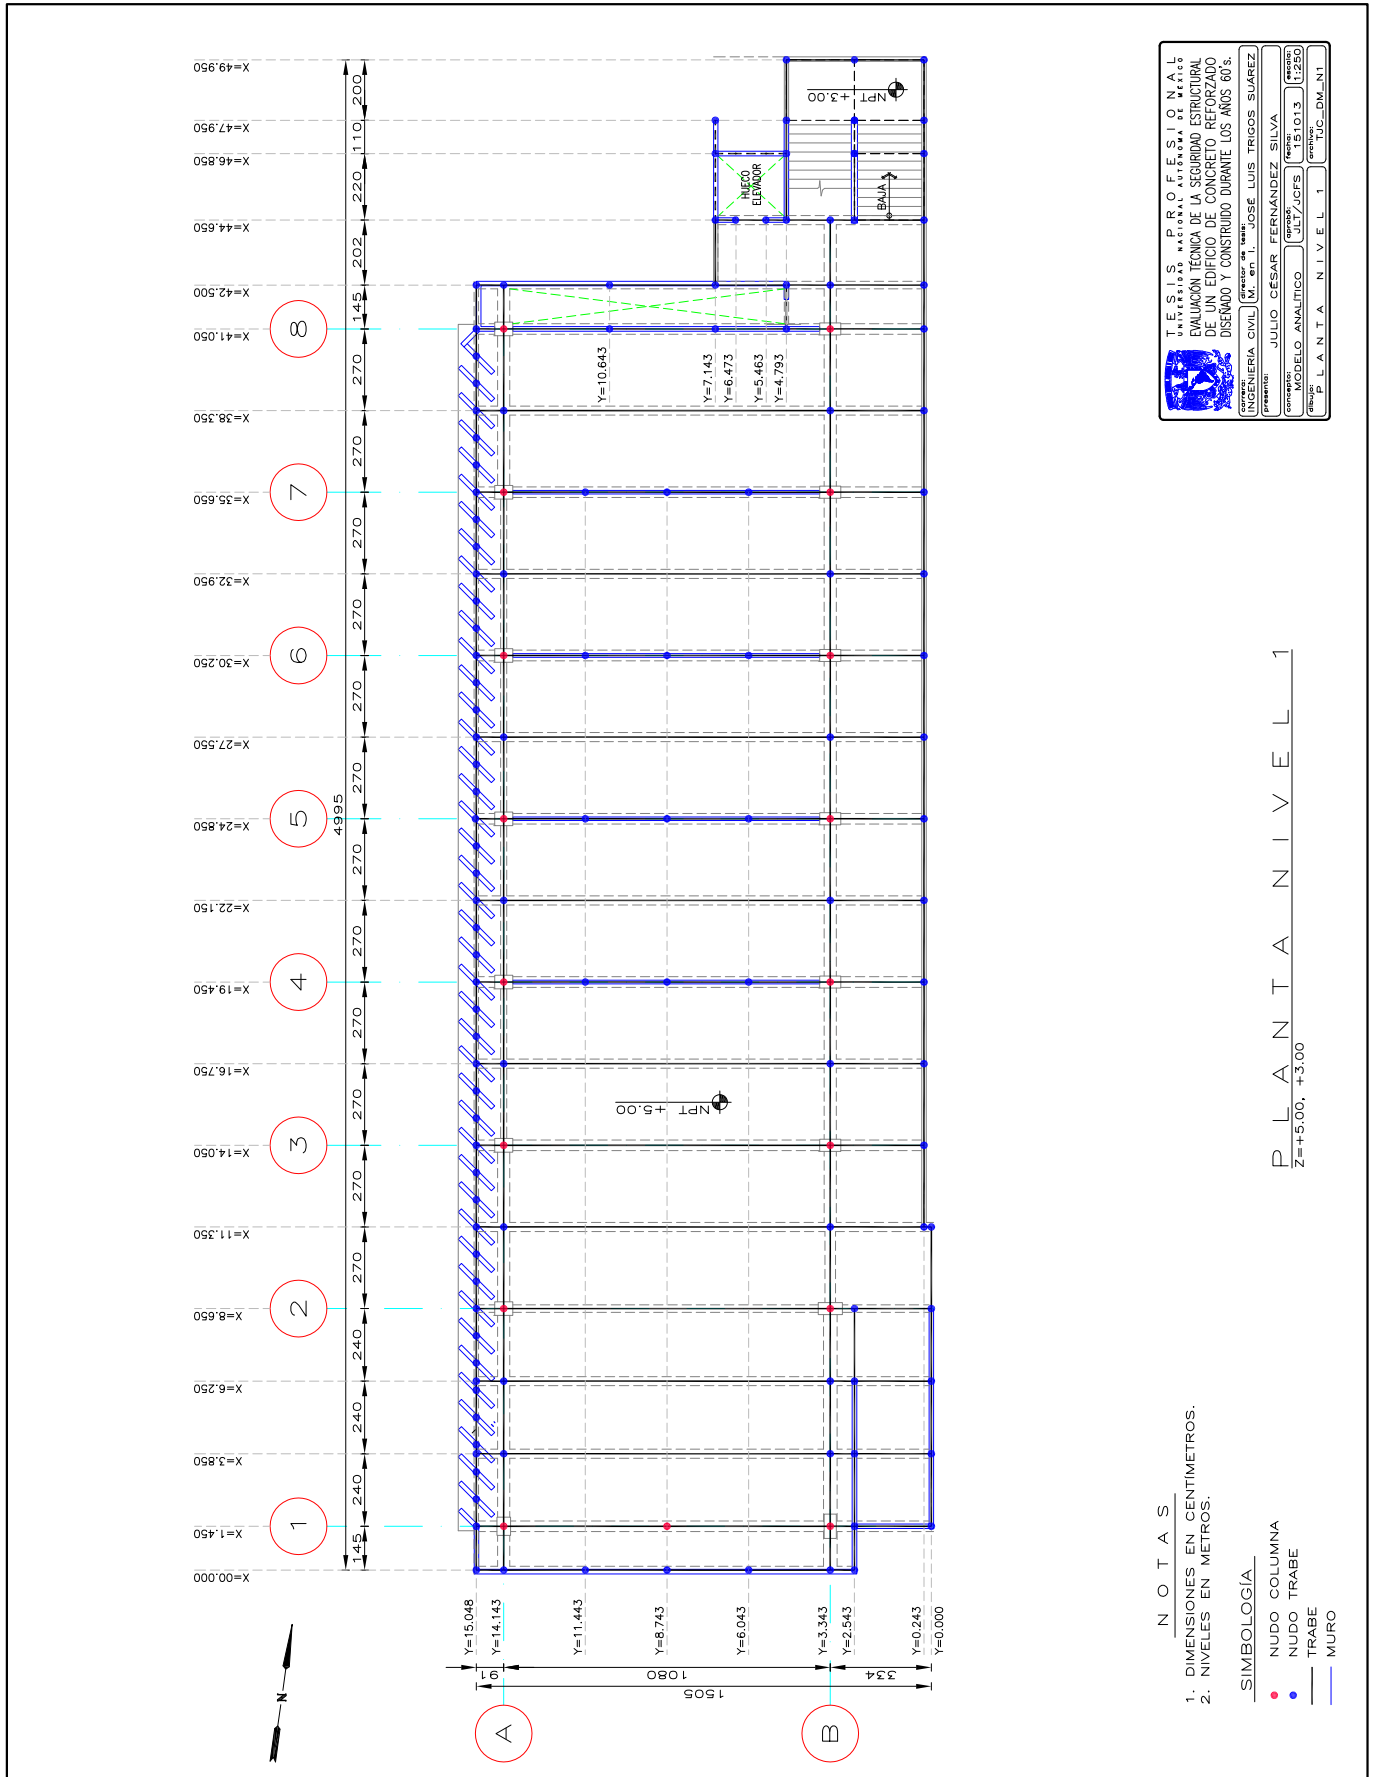 TESIS PROFESIONAL
UNIVERSIDAD NACIONAL AUTÓNOMA DE MÉXICO
EVALUACIÓN TÉCNICA DE LA SEGURIDAD ESTRUCTURAL
DE UN EDIFICIO DE CONCRETO REFORZADO
DISEÑADO Y CONSTRUIDO DURANTE LOS AÑOS 60's.
carrera:
INGENIERÍA CIVIL
director de tesis:
M. en I. JOSÉ LUIS TRIGOS SUÁREZ
presenta:
JULIO CÉSAR FERNÁNDEZ SILVA
concepto:
MODELO ANALÍTICO
aprobó:
JLT/JCFS
fecha:
151013
escala:
1:250
dibujo:
PLANTA NIVEL 1
archivo:
TJC_DM_N1
X=49.950
X=47.950
X=46.850
X=44.650
X=42.500
X=41.050
X=38.350
X=35.650
X=32.950
X=30.250
X=27.550
X=24.850
X=22.150
X=19.450
X=16.750
X=14.050
X=11.350
X=8.650
X=6.250
X=3.850
X=1.450
X=00.000
8
7
6
5
4
3
2
1
4995
200
110
220
202
145
270
270
270
270
270
270
270
270
270
270
270
270
240
240
240
145
NPT +3.00
HUECO
ELEVADOR
BAJA
Y=10.643
Y=7.143
Y=6.473
Y=5.463
Y=4.793
NPT +5.00
Y=15.048
Y=14.143
Y=11.443
Y=8.743
Y=6.043
Y=3.343
Y=2.543
Y=0.243
Y=0.000
91
1080
334
1505
A
B
N
PLANTA NIVEL 1
Z=+5.00, +3.00
NOTAS
1. DIMENSIONES EN CENTÍMETROS.
2. NIVELES EN METROS.
SIMBOLOGÍA
NUDO COLUMNA
NUDO TRABE
TRABE
MURO